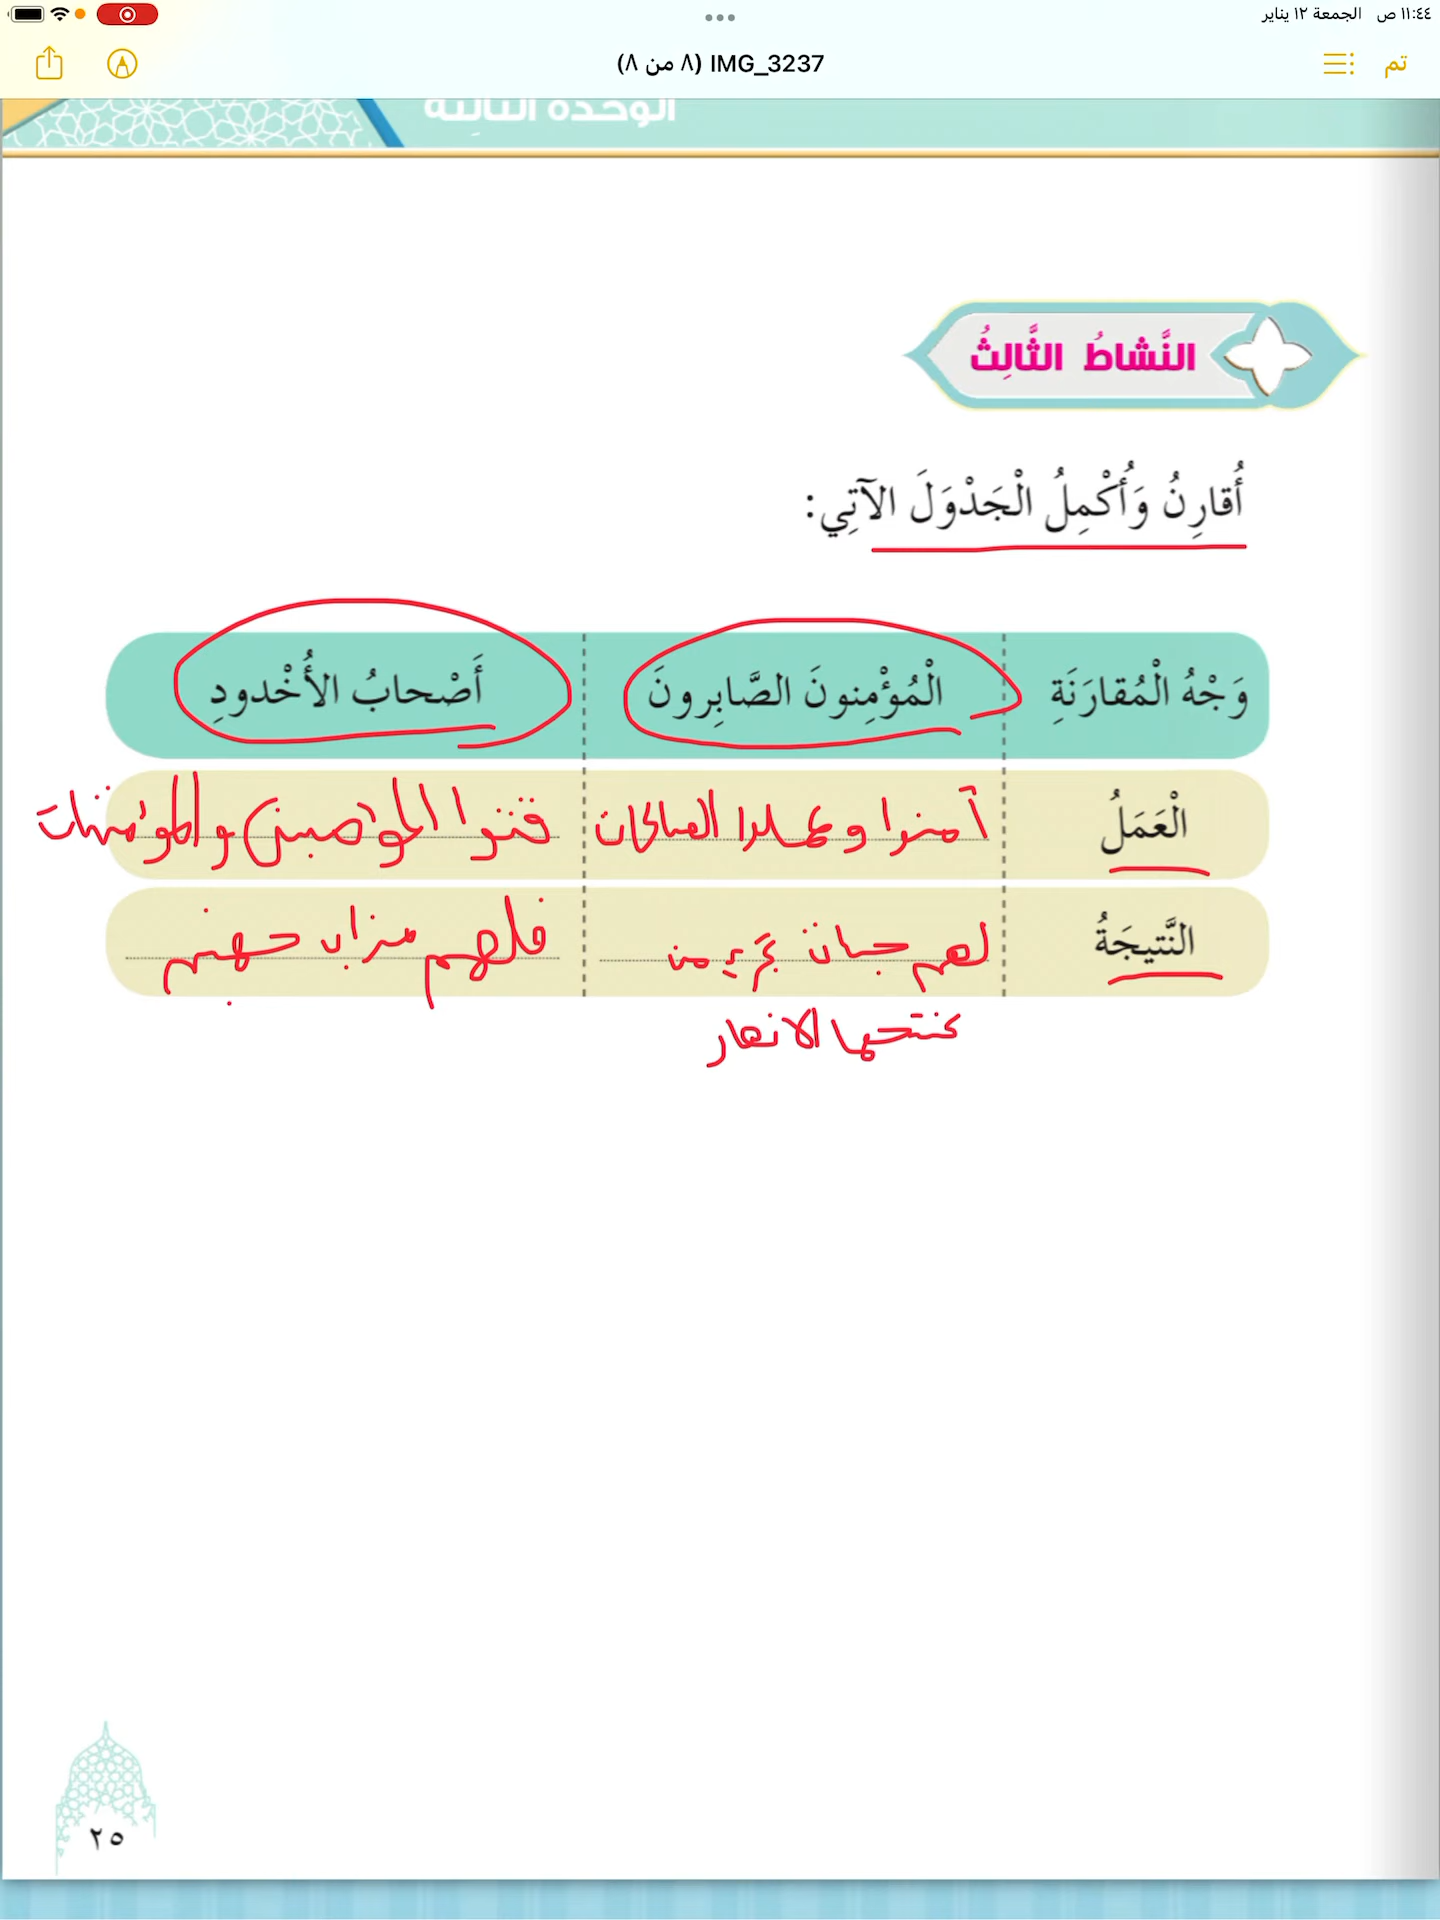 ١١:٤٤ ص الجمعة ١٢ يناير
تم
IMG_3237 (٨ من ٨)
الوحدة الثالثة
النَّشاطُ الثَّالِثُ
أُقارِنُ وَأُكْمِلُ الْجَدْوَلَ الآتِي:
وَجْهُ الْمُقارَنَةِ الْمُؤْمِنونَ الصَّابِرونَ أَصْحابُ الأُخْدودِ
الْعَمَلُ آمنوا وعملوا الصالحات فتنوا المؤمنين والمؤمنات
النَّتيجَةُ لهم جنات تجري من فلهم عذاب جهنم
تحتها الانهار
٢٥